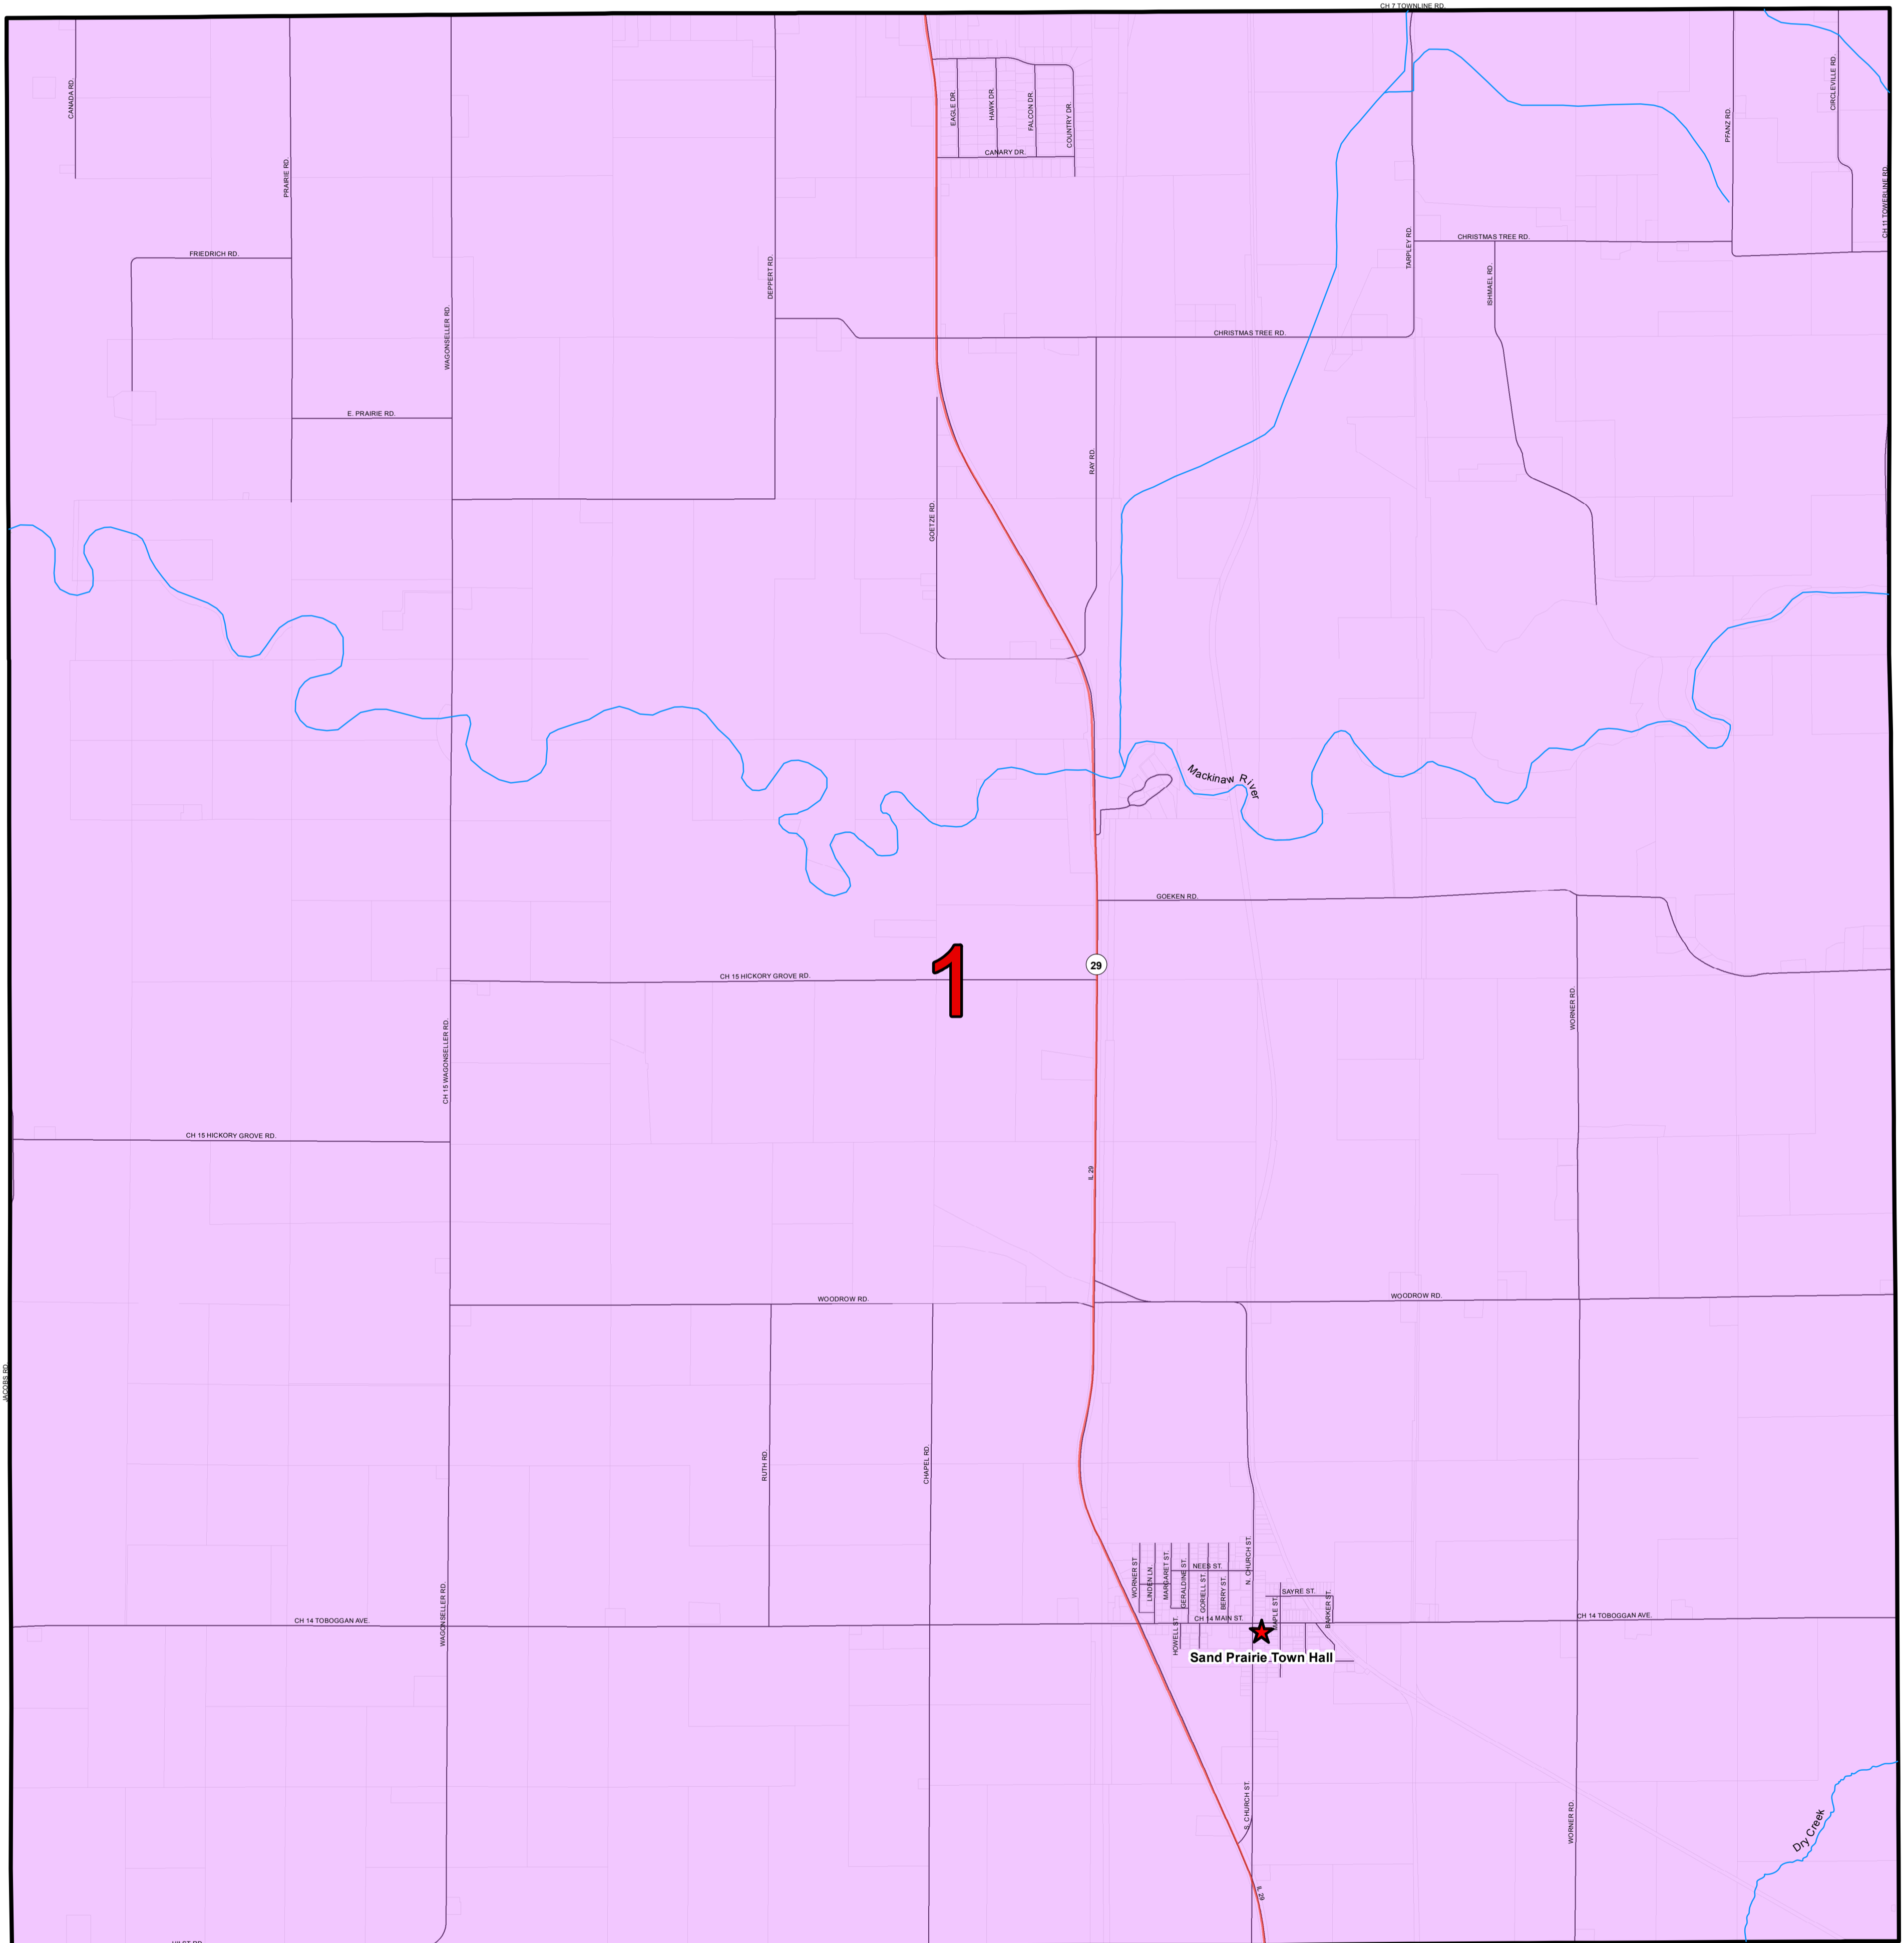 CH 7 TOWNLINE RD.
CANADA RD.
PRAIRIE RD.
EAGLE DR.
HAWK DR.
FALCON DR.
COUNTRY DR.
CANARY DR.
PFANZ RD.
CIRCLEVILLE RD.
CH 11 TOWERLINE RD.
FRIEDRICH RD.
WAGONSELLER RD.
DEPPERT RD.
TARPLEY RD.
CHRISTMAS TREE RD.
ISHMAEL RD.
CHRISTMAS TREE RD.
E. PRAIRIE RD.
RAY RD.
GOETZE RD.
Mackinaw River
GOEKEN RD.
1
29
CH 15 HICKORY GROVE RD.
WORNER RD.
CH 15 WAGONSELLER RD.
CH 15 HICKORY GROVE RD.
IL 29
WOODROW RD.
WOODROW RD.
JACOBS RD.
RUTH RD.
CHAPEL RD.
WORNER ST
LINDEN LN.
MARGARET ST.
GERALDINE ST.
GORIELL ST.
BERRY ST.
NEES ST.
N. CHURCH ST.
SAYRE ST.
MAPLE ST.
BARKER ST.
WAGONSELLER RD.
CH 14 TOBOGGAN AVE.
HOWELL ST.
CH 14 MAIN ST.
CH 14 TOBOGGAN AVE.
Sand Prairie Town Hall
S. CHURCH ST.
WORNER RD.
Dry Creek
IL 29
HILST RD.